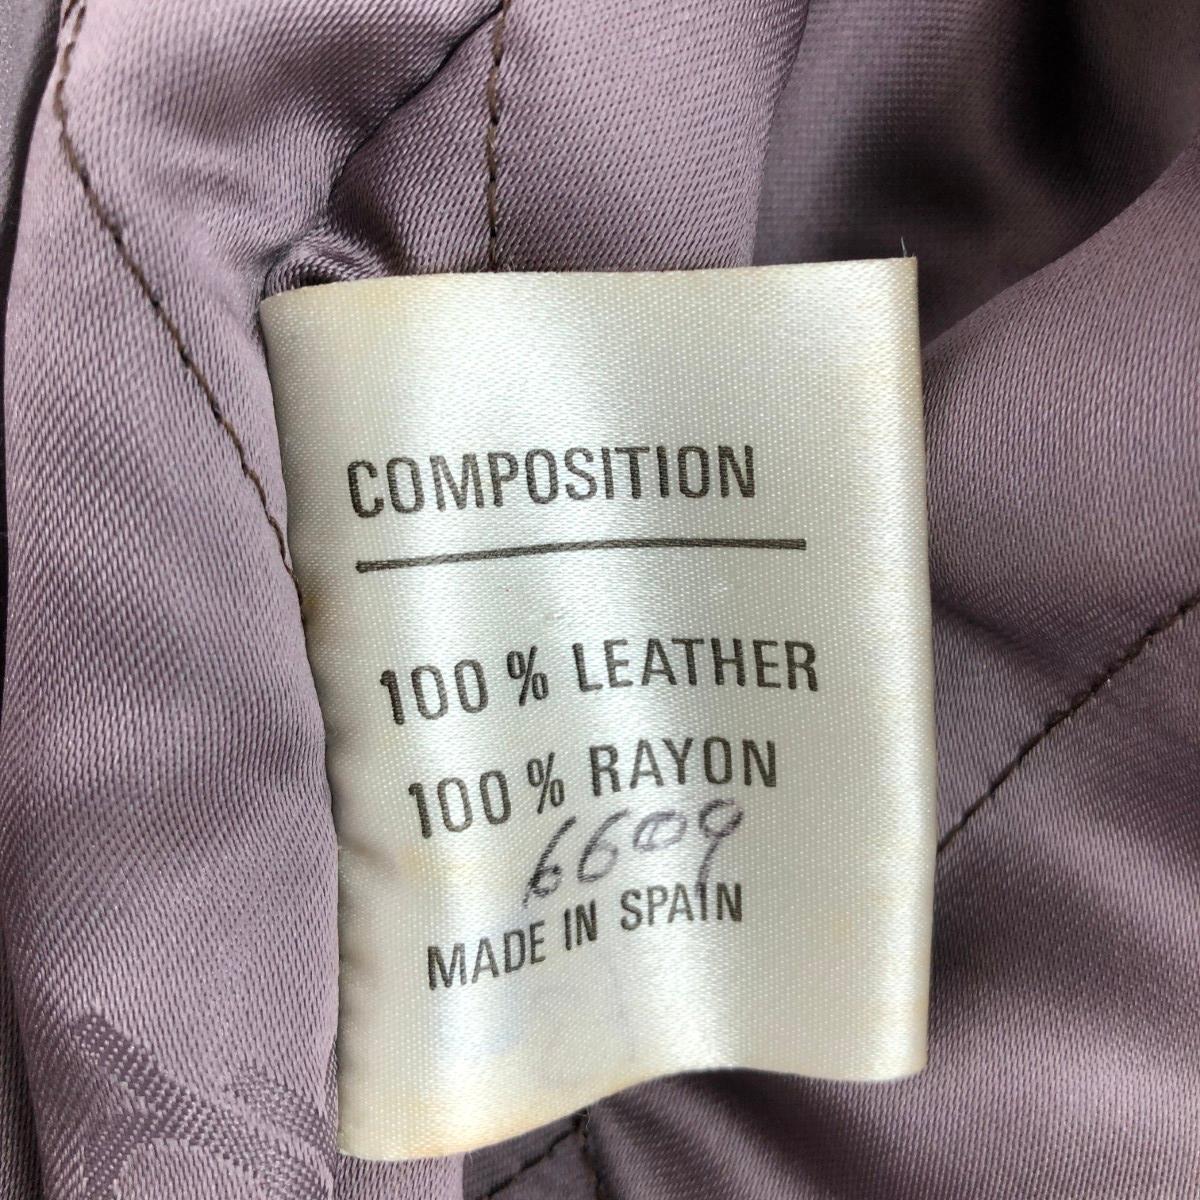 COMPOSITION
100 % LEATHER
100 % RAYON
6609
MADE IN SPAIN